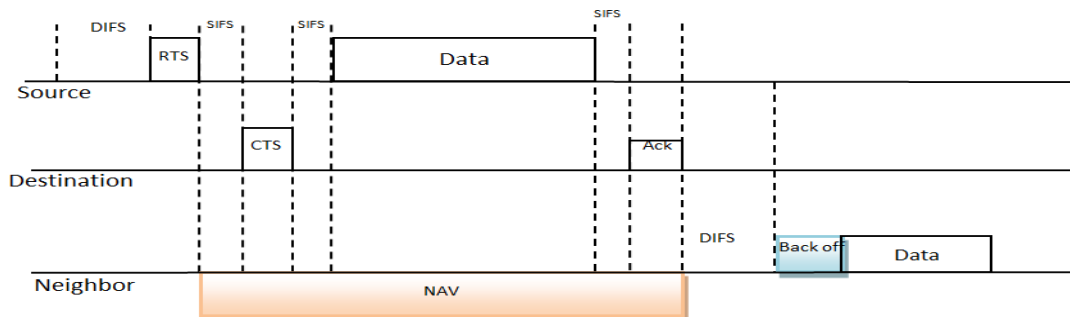 DIFS
SIFS
SIFS
SIFS
RTS
Data
Source
CTS
Ack
Destination
DIFS
Back off
Data
Neighbor
NAV